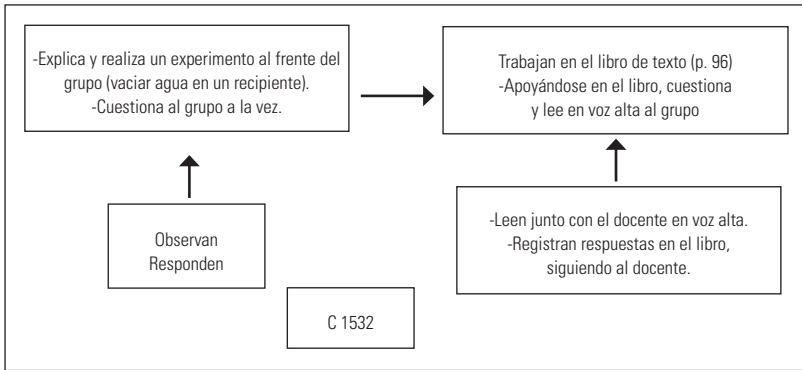 -Explica y realiza un experimento al frente del
grupo (vaciar agua en un recipiente).
-Cuestiona al grupo a la vez.
Trabajan en el libro de texto (p. 96)
-Apoyándose en el libro, cuestiona
y lee en voz alta al grupo
Observan
Responden
-Leen junto con el docente en voz alta.
-Registran respuestas en el libro,
siguiendo al docente.
C 1532